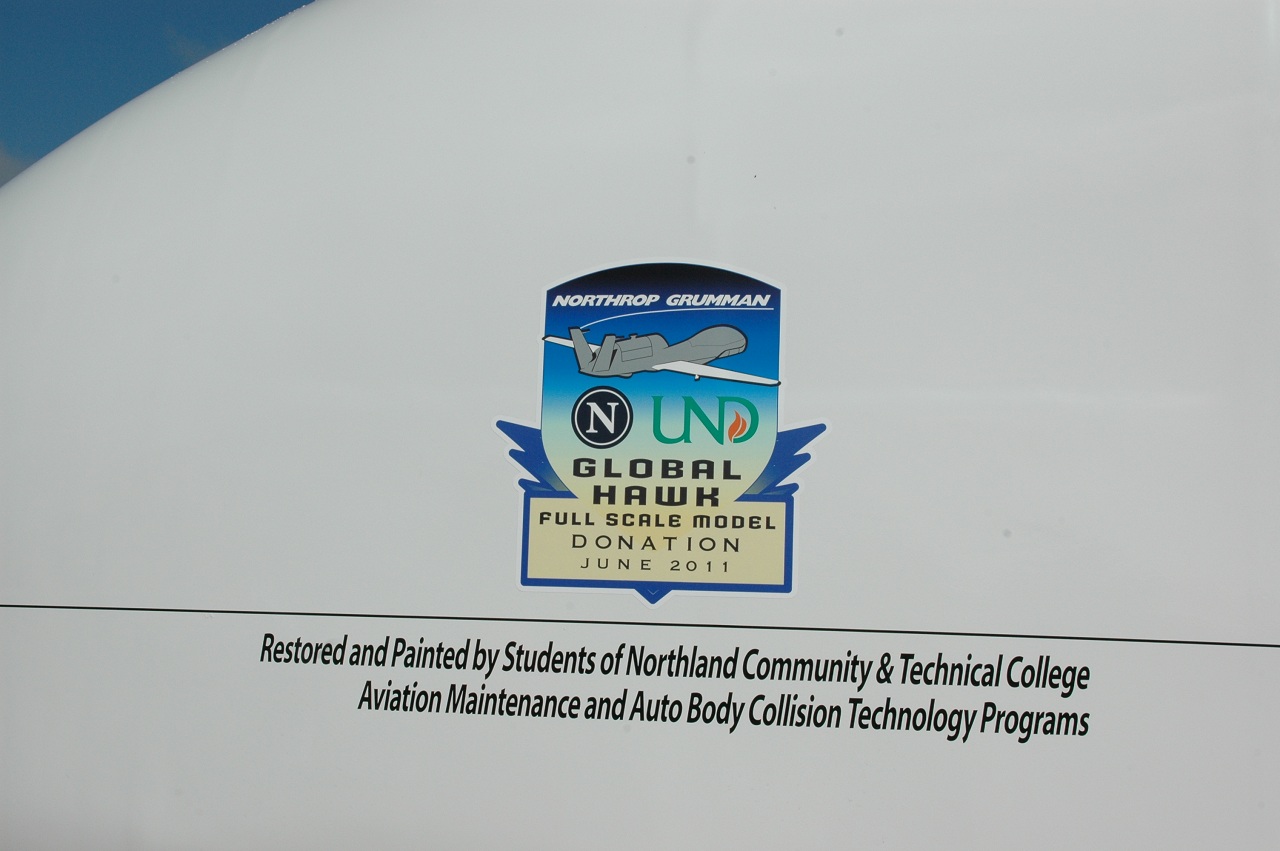 NORTHROP GRUMMAN
N UND
GLOBAL
HAWK
FULL SCALE MODEL
DONATION
JUNE 2011
Restored and Painted by Students of Northland Community & Technical College
Aviation Maintenance and Auto Body Collision Technology Programs